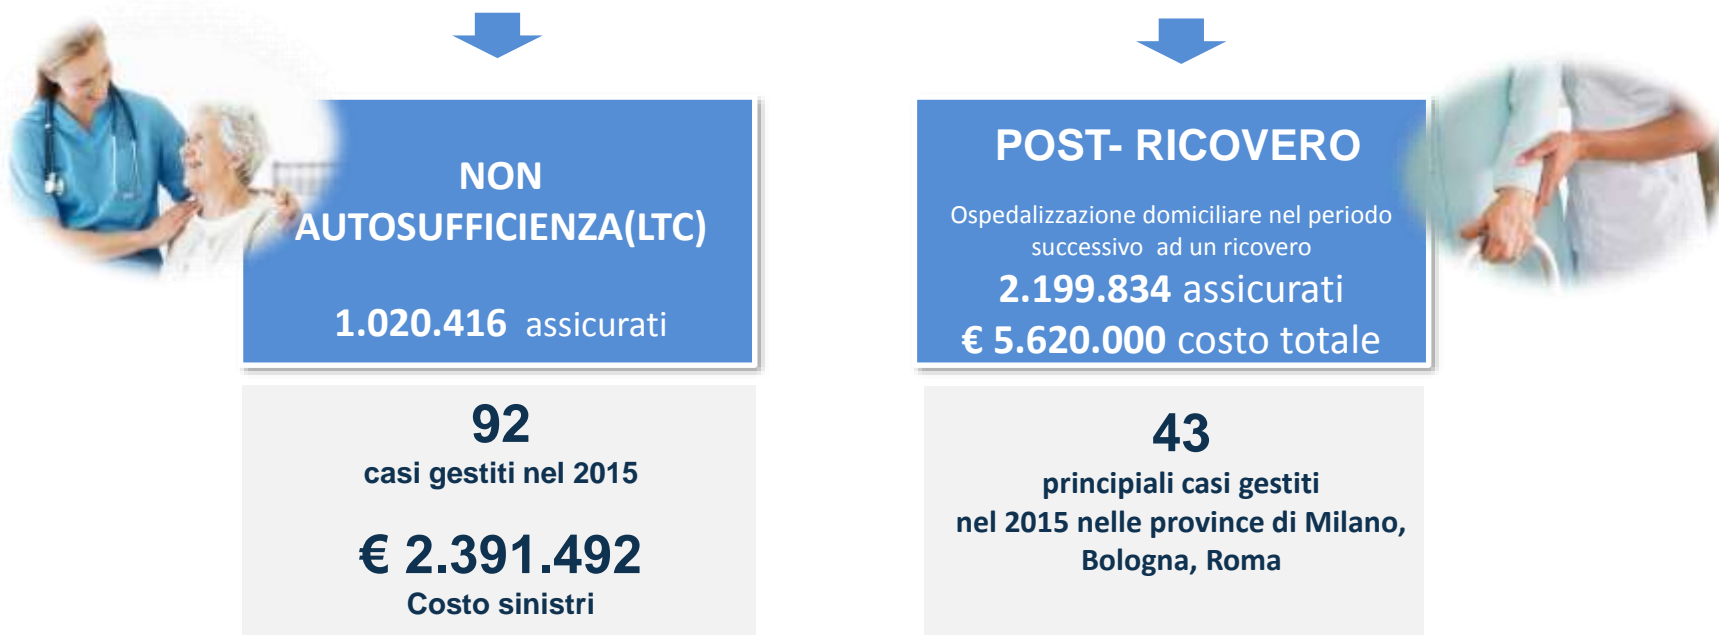 NON
AUTOSUFFICIENZA(LTC)
1.020.416 assicurati
92
casi gestiti nel 2015
€ 2.391.492
Costo sinistri
POST- RICOVERO
Ospedalizzazione domiciliare nel periodo
successivo ad un ricovero
2.199.834 assicurati
€ 5.620.000 costo totale
43
principiali casi gestiti
nel 2015 nelle province di Milano,
Bologna, Roma